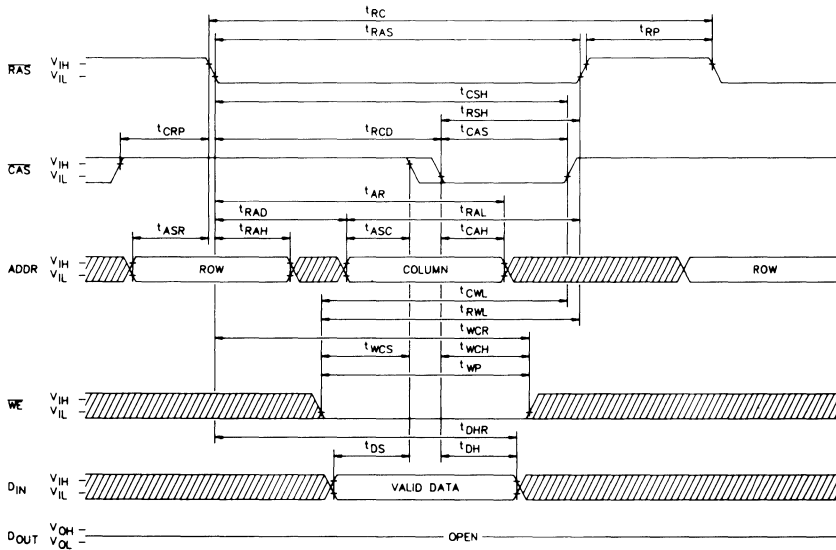 tRC
tRAS tRP
RAS VIH
VIL
tCSH
tRSH
tCRP tRCD tCAS
CAS VIH
VIL
tAR
tRAD tRAL
tASR tRAH tASC tCAH
ADDR VIH ROW COLUMN ROW
VIL
tCWL
tRWL
tWCR
tWCS tWCH
tWP
WE VIH
VIL
tDHR
tDS tDH
DIN VIH VALID DATA
VIL
DOUT VOH OPEN
VOL